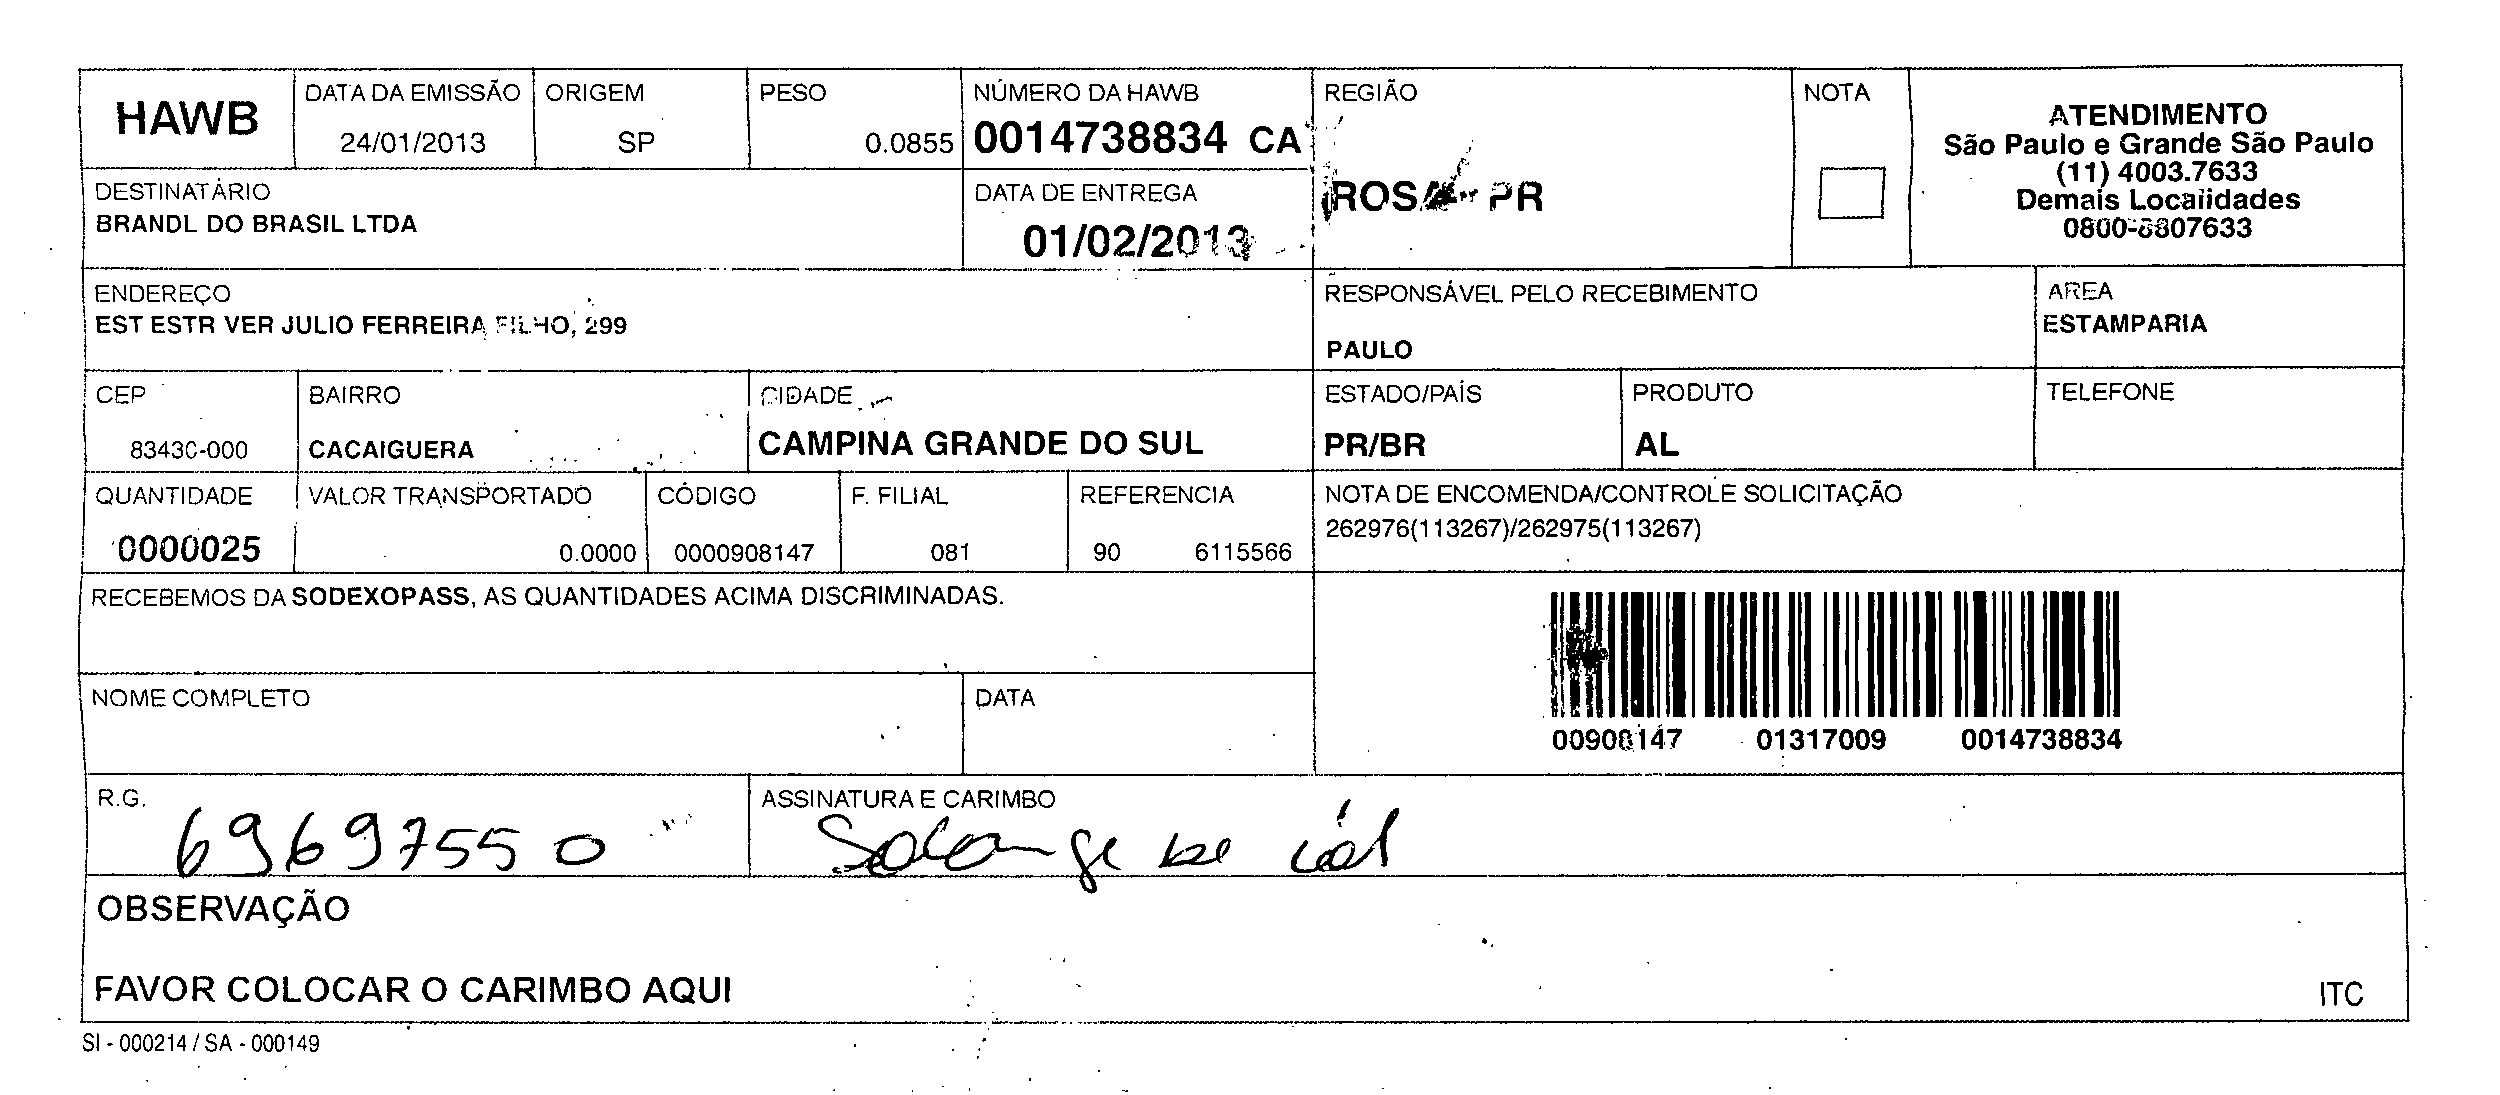 HAWB
DATA DA EMISSÃO
24/01/2013
ORIGEM
SP
PESO
0.0855
NÚMERO DA HAWB
0014738834 CA
REGIÃO
ROSA - PR
NOTA
ATENDIMENTO
São Paulo e Grande São Paulo
(11) 4003.7633
Demais Localidades
DESTINATÁRIO
BRANDL DO BRASIL LTDA
DATA DE ENTREGA
01/02/2013
ENDEREÇO
EST ESTR VER JULIO FERREIRA FILHO, 299
RESPONSÁVEL PELO RECEBIMENTO
PAULO
AREA
ESTAMPARIA
CEP
83430-000
BAIRRO
CACAIGUERA
CIDADE
CAMPINA GRANDE DO SUL
ESTADO/PAÍS
PR/BR
PRODUTO
AL
TELEFONE
QUANTIDADE
0000025
VALOR TRANSPORTADO
0.0000
CÓDIGO
0000908147
F. FILIAL
081
REFERENCIA
90 6115566
NOTA DE ENCOMENDA/CONTROLE SOLICITAÇÃO
262976(113267)/262975(113267)
RECEBEMOS DA SODEXOPASS, AS QUANTIDADES ACIMA DISCRIMINADAS.
00908147 01317009 0014738834
NOME COMPLETO
DATA
R.G.
69697550
ASSINATURA E CARIMBO
Solange
OBSERVAÇÃO
FAVOR COLOCAR O CARIMBO AQUI
ITC
SI - 000214 / SA - 000149